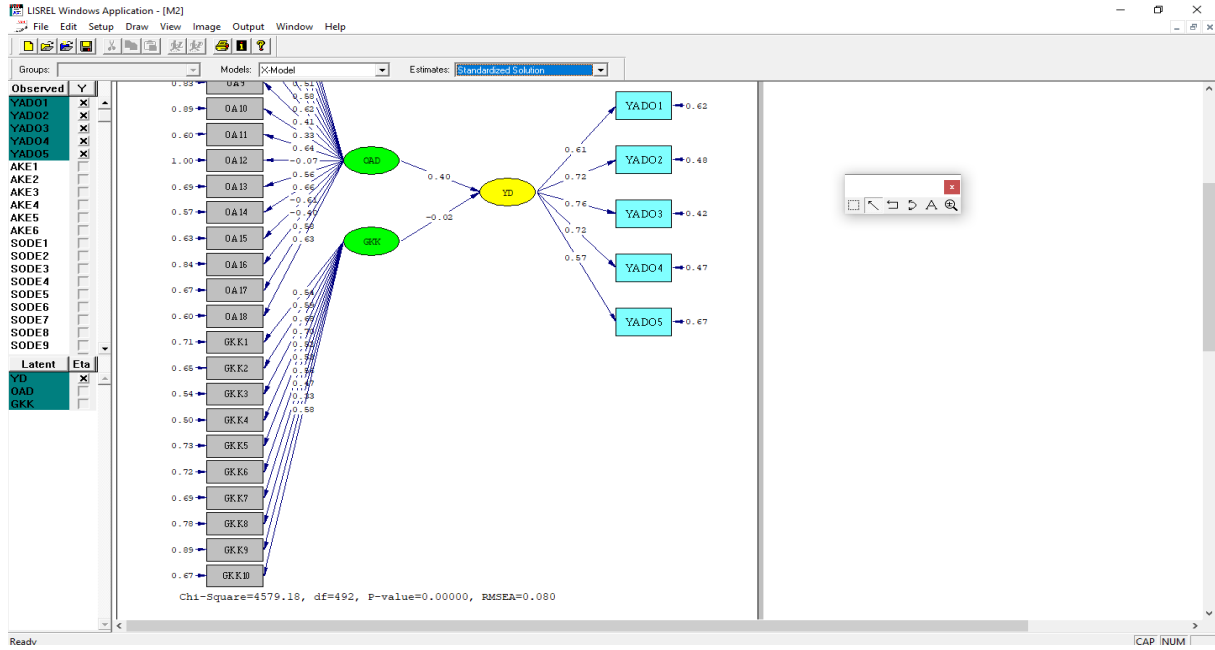 LISREL Windows Application - [M2]
File Edit Setup Draw View Image Output Window Help
Groups: Models: X-Model Estimates: Standardized Solution
Observed Y
YADO1
YADO2
YADO3
YADO4
YADO5
AKE1
AKE2
AKE3
AKE4
AKE5
AKE6
SODE1
SODE2
SODE3
SODE4
SODE5
SODE6
SODE7
SODE8
SODE9
Latent Eta
YD
OAD
GKK
0.83 OA9
0.89 OA10
0.60 OA11
1.00 OA12
0.69 OA13
0.57 OA14
0.63 OA15
0.84 OA16
0.67 OA17
0.60 OA18
0.71 GKK1
0.65 GKK2
0.54 GKK3
0.50 GKK4
0.73 GKK5
0.72 GKK6
0.69 GKK7
0.78 GKK8
0.89 GKK9
0.67 GKK10
0.41
0.33
0.64
-0.07
0.56
0.66
0.63
0.54
0.47
0.33
0.58
OAD
GKK
0.40
-0.02
YD
0.61
0.72
0.76
0.72
0.57
YADO1 0.62
YADO2 0.48
YADO3 0.42
YADO4 0.47
YADO5 0.67
Chi-Square=4579.18, df=492, P-value=0.00000, RMSEA=0.080
Ready
CAP NUM